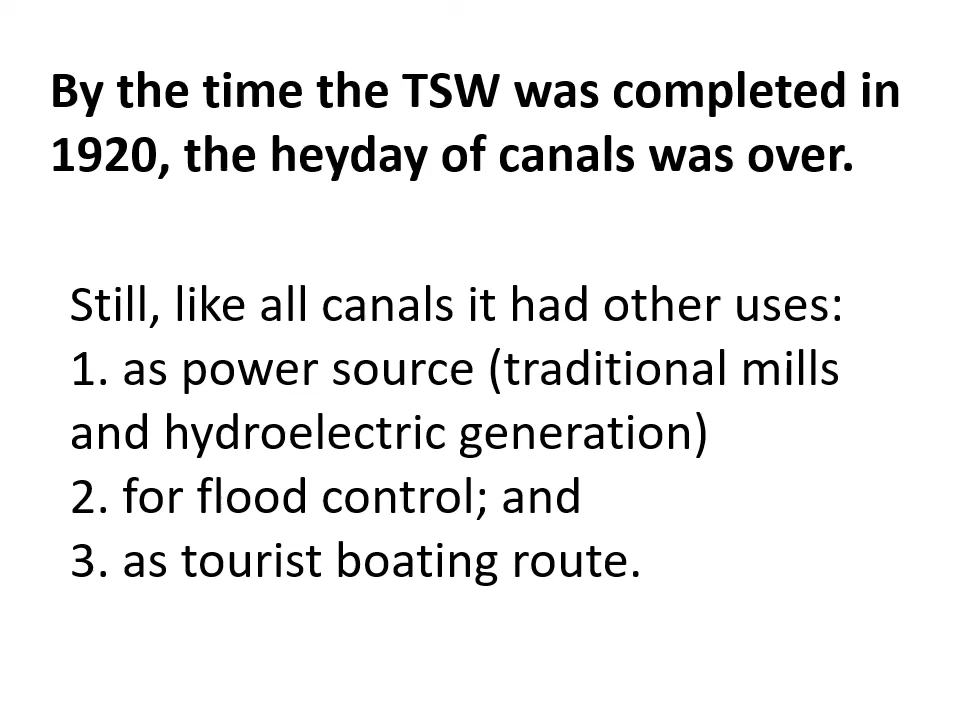 By the time the TSW was completed in
1920, the heyday of canals was over.
Still, like all canals it had other uses:
1. as power source (traditional mills
and hydroelectric generation)
2. for flood control; and
3. as tourist boating route.